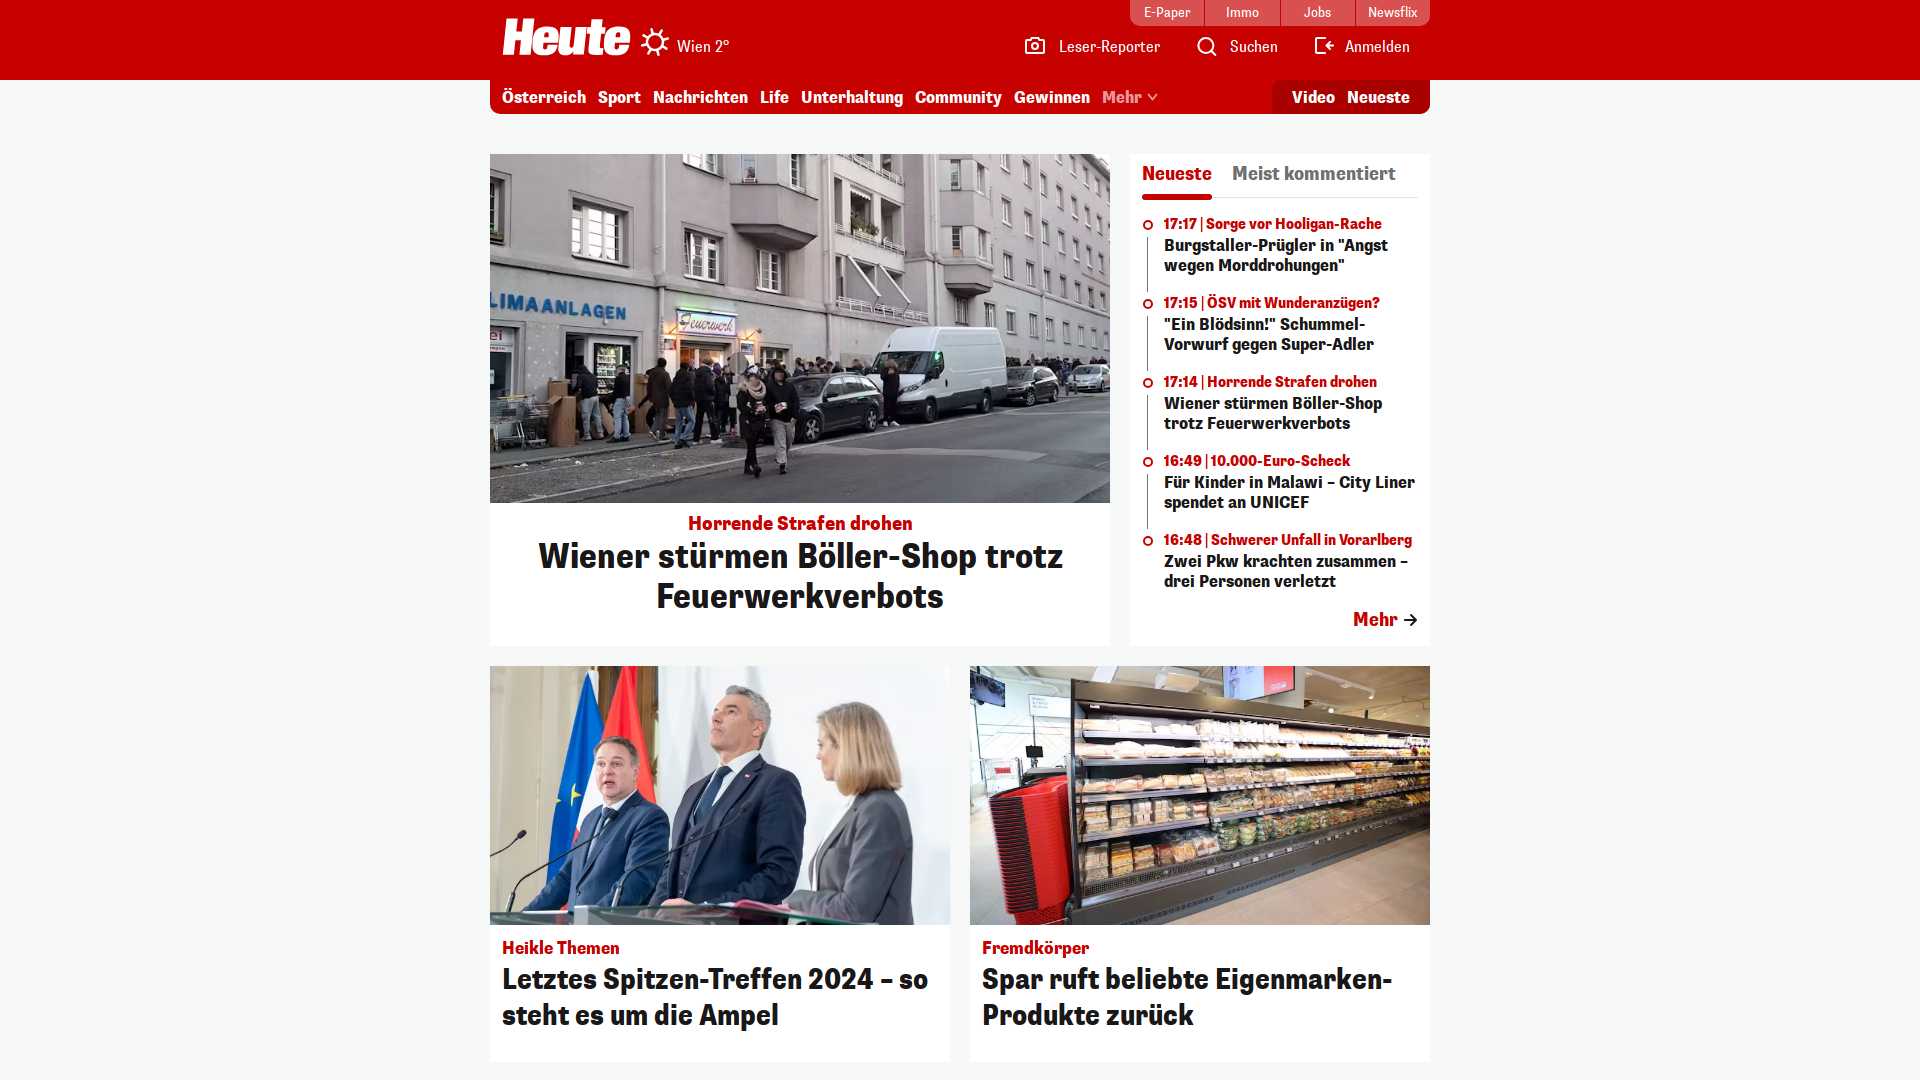 E-Paper
Immo
Jobs
Newsflix
Heute
Wien 2°
Leser-Reporter
Suchen
Anmelden
Österreich
Sport
Nachrichten
Life
Unterhaltung
Community
Gewinnen
Mehr
Video
Neueste
LIMAANLAGEN
Feuerwerk
Horrende Strafen drohen
Wiener stürmen Böller-Shop trotz
Feuerwerkverbots
Neueste
Meist kommentiert
17:17 | Sorge vor Hooligan-Rache
Burgstaller-Prügler in "Angst
wegen Morddrohungen"
17:15 | ÖSV mit Wunderanzügen?
"Ein Blödsinn!" Schummel-
Vorwurf gegen Super-Adler
17:14 | Horrende Strafen drohen
Wiener stürmen Böller-Shop
trotz Feuerwerkverbots
16:49 | 10.000-Euro-Scheck
Für Kinder in Malawi – City Liner
spendet an UNICEF
16:48 | Schwerer Unfall in Vorarlberg
Zwei Pkw krachten zusammen –
drei Personen verletzt
Mehr
Heikle Themen
Letztes Spitzen-Treffen 2024 – so
steht es um die Ampel
Fremdkörper
Spar ruft beliebte Eigenmarken-
Produkte zurück